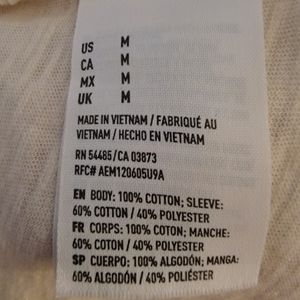 US M
CA M
MX M
UK M
MADE IN VIETNAM / FABRIQUÉ AU
VIETNAM / HECHO EN VIETNAM
RN 54485/CA 03873
RFC# AEM120605U9A
EN BODY: 100% COTTON; SLEEVE:
60% COTTON / 40% POLYESTER
FR CORPS: 100% COTON; MANCHE:
60% COTON / 40% POLYESTER
SP CUERPO: 100% ALGODÓN; MANGA:
60% ALGODÓN / 40% POLIÉSTER